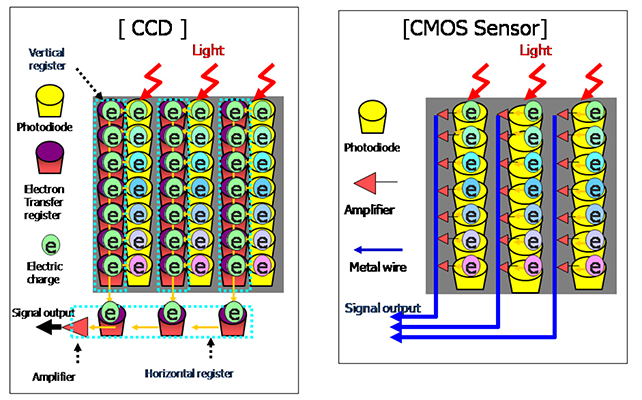 [ CCD ]
Vertical
register
Light
Photodiode
Electron
Transfer
register
e
Electric
charge
e e e e e e e e e
e e e e e e e e e
e e e e e e e e e
e e e e e e e e e
e e e e e e e e e
e e e e e e e e e
e e e e e e e e e
Signal output
e e e
Amplifier
Horizontal register
[CMOS Sensor]
Light
Photodiode
Amplifier
Metal wire
Signal output
e e e
e e e
e e e
e e e
e e e
e e e
e e e